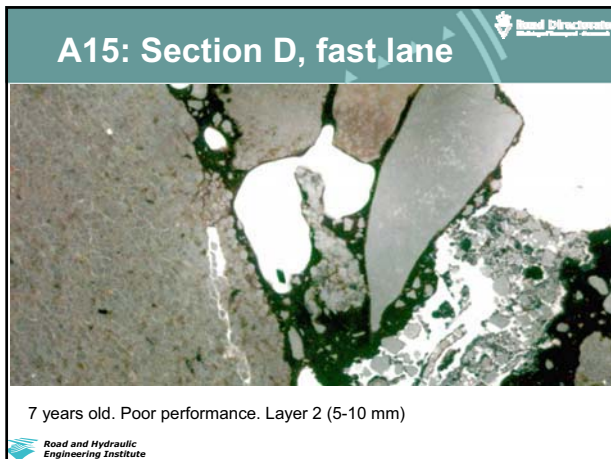 Road Directorate
A15: Section D, fast lane
7 years old. Poor performance. Layer 2 (5-10 mm)
Road and Hydraulic
Engineering Institute